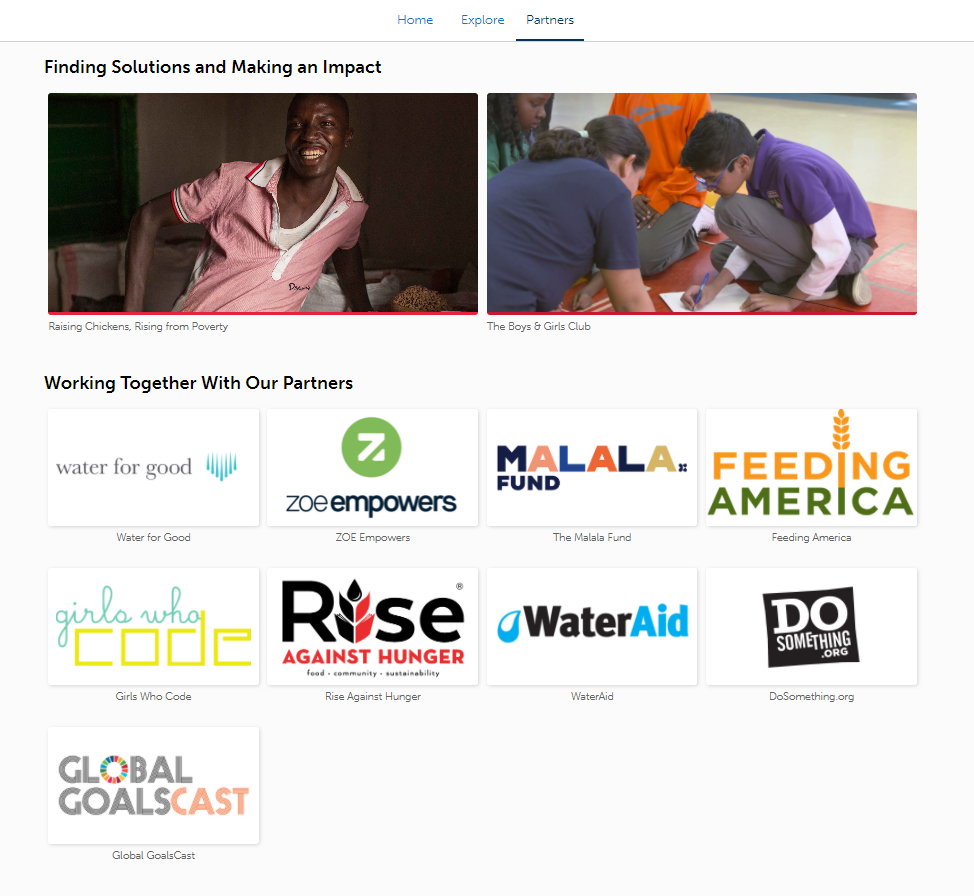 Home Explore Partners
Finding Solutions and Making an Impact
Raising Chickens, Rising from Poverty
The Boys & Girls Club
Working Together With Our Partners
water for good
Water for Good
Z
zoe empowers
ZOE Empowers
MALALA
FUND
The Malala Fund
FEEDING
AMERICA
Feeding America
girls who
code
Girls Who Code
Rise®
AGAINST HUNGER
food • community • sustainability
Rise Against Hunger
WaterAid
WaterAid
DO
SOMETHING
.ORG
DoSomething.org
GLOBAL
GOALSCAST
Global GoalsCast